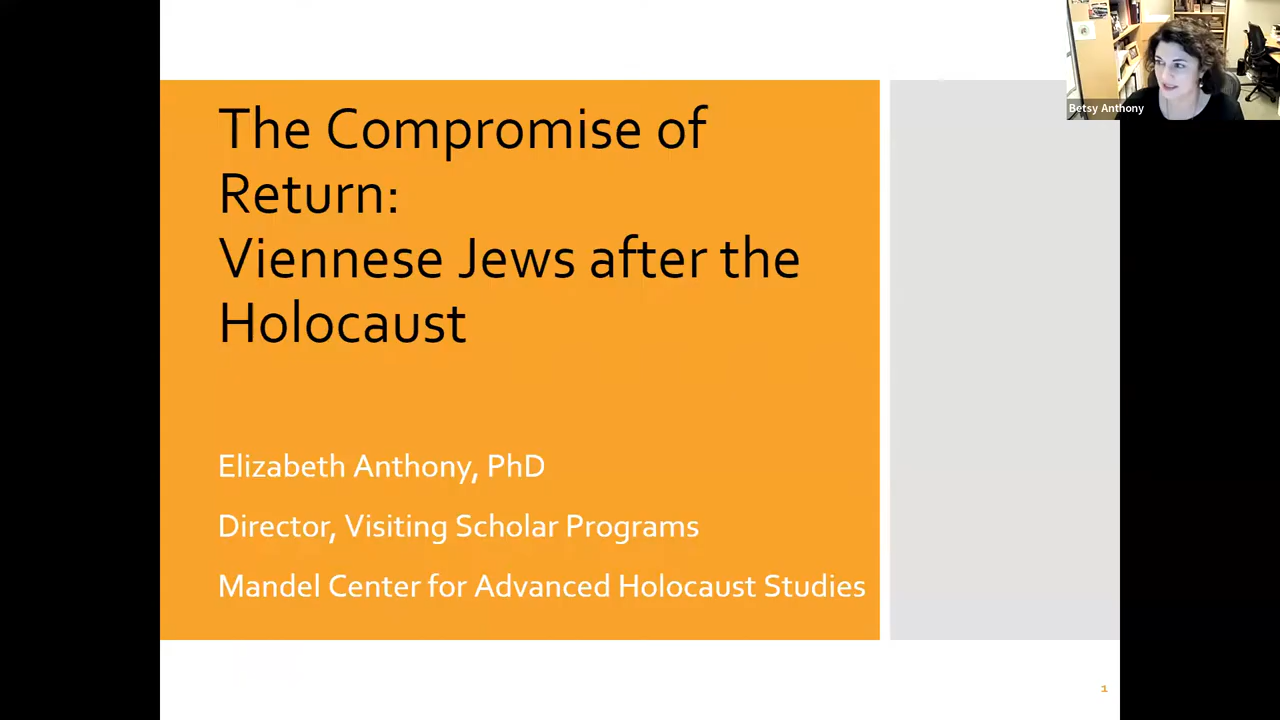 The Compromise of
Return:
Viennese Jews after the
Holocaust
Elizabeth Anthony, PhD
Director, Visiting Scholar Programs
Mandel Center for Advanced Holocaust Studies
Betsy Anthony
1